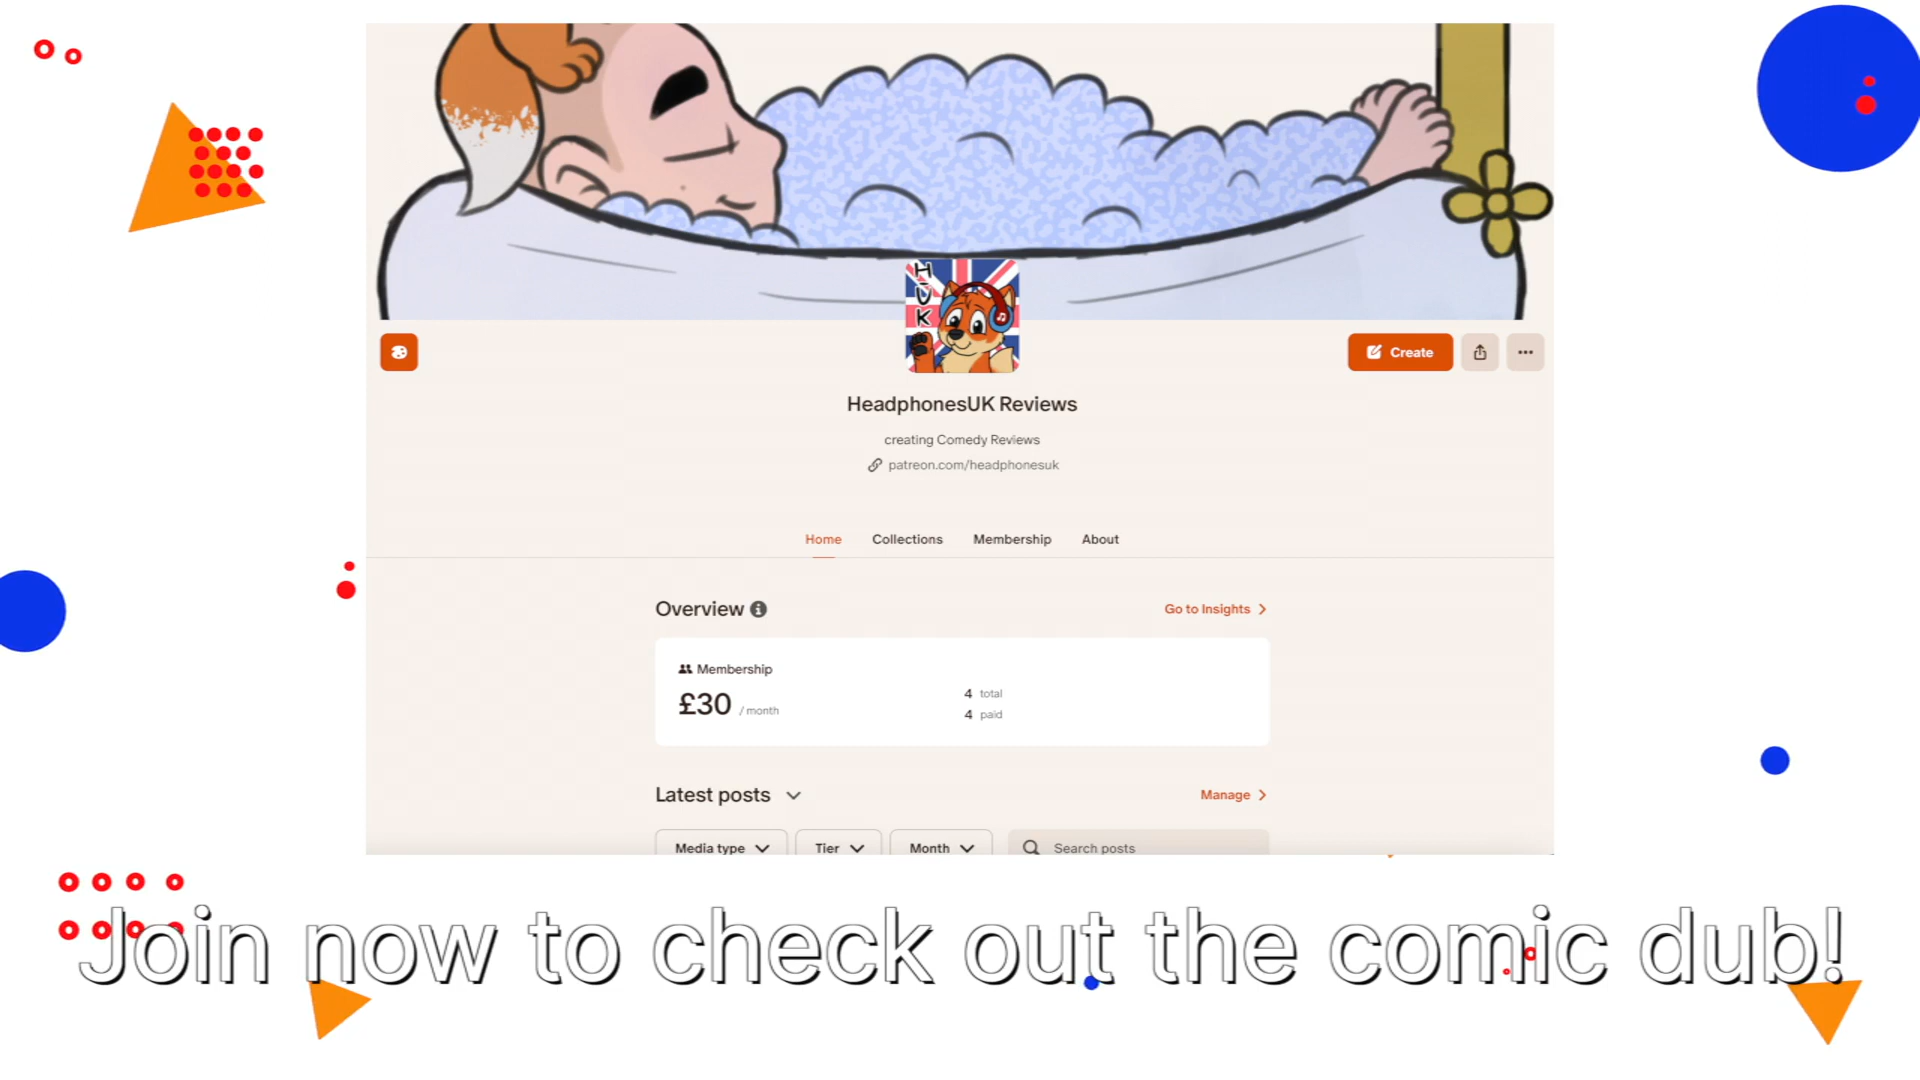 HUK
Create
HeadphonesUK Reviews
creating Comedy Reviews
patreon.com/headphonesuk
Home Collections Membership About
Overview Go to Insights
Membership
£30 / month
4 total
4 paid
Latest posts Manage
Media type Tier Month Search posts
Join now to check out the comic dub!